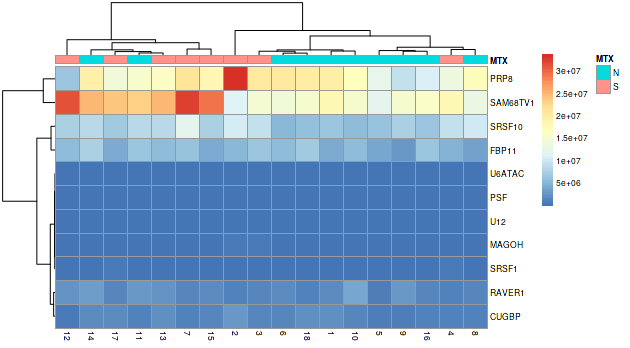 MTX
PRP8
SAM68TV1
SRSF10
FBP11
U6ATAC
PSF
U12
MAGOH
SRSF1
RAVER1
CUGBP
12 14 17 11 13 7 15 2 3 6 18 1 10 5 9 16 4 8
3e+07
2.5e+07
2e+07
1.5e+07
1e+07
5e+06
MTX
N
S